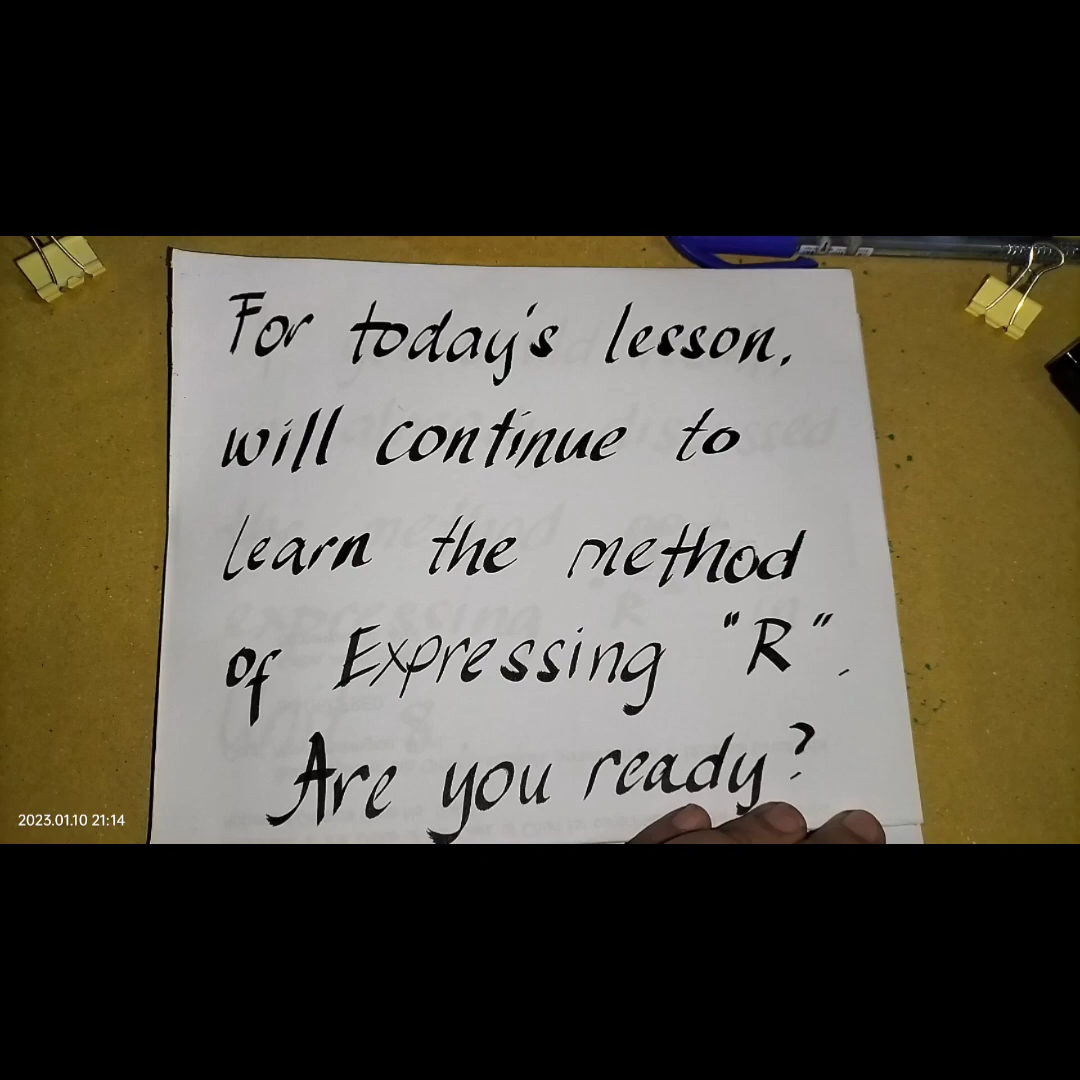 For today's lesson,
will continue to
learn the method
of Expressing "R".
Are you ready?
2023.01.10 21:14